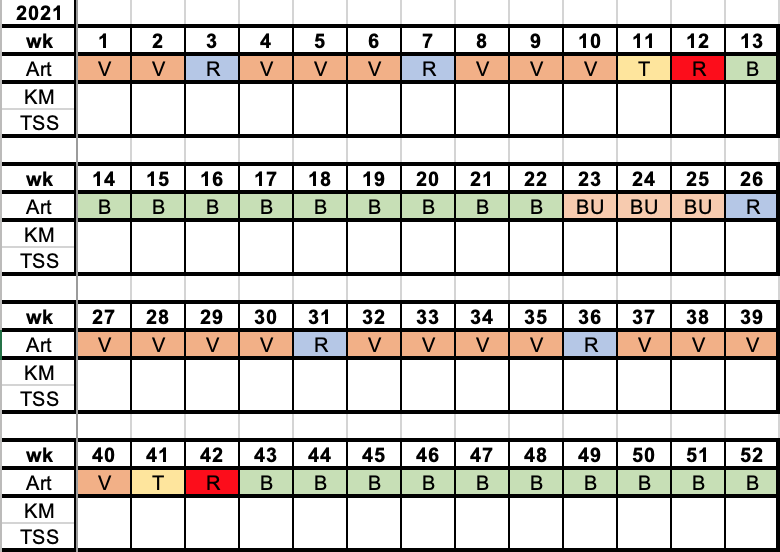 2021
wk 1 2 3 4 5 6 7 8 9 10 11 12 13
Art V V R V V V R V V V T R B
KM
TSS
wk 14 15 16 17 18 19 20 21 22 23 24 25 26
Art B B B B B B B B B BU BU BU R
KM
TSS
wk 27 28 29 30 31 32 33 34 35 36 37 38 39
Art V V V V R V V V V R V V V
KM
TSS
wk 40 41 42 43 44 45 46 47 48 49 50 51 52
Art V T R B B B B B B B B B B
KM
TSS